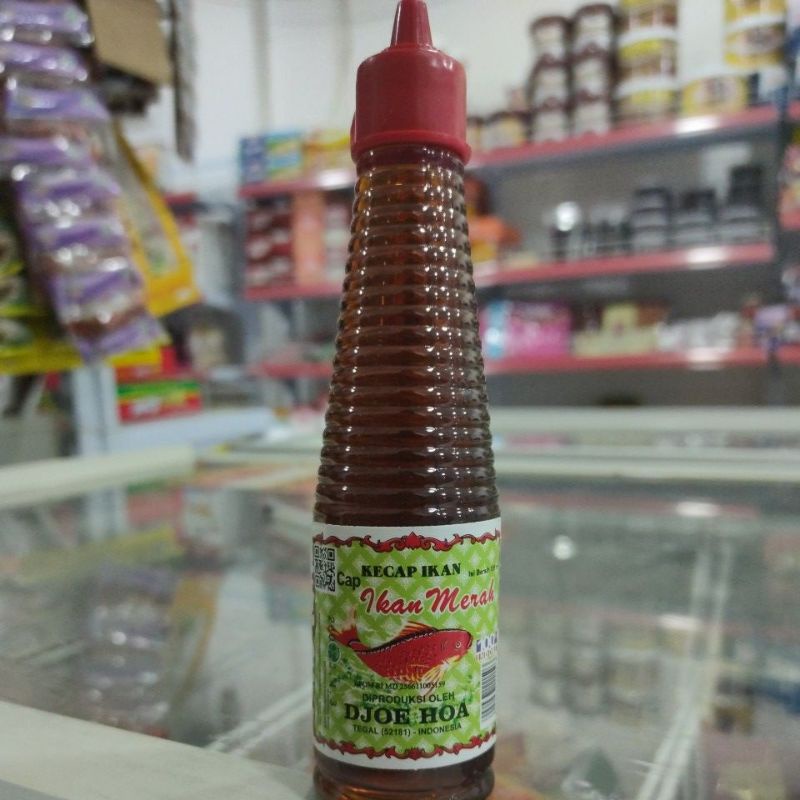 KECAP IKAN
Cap
Ikan Merah
DIPRODUKSI OLEH
DJOE HOA
TEGAL (52181) - INDONESIA